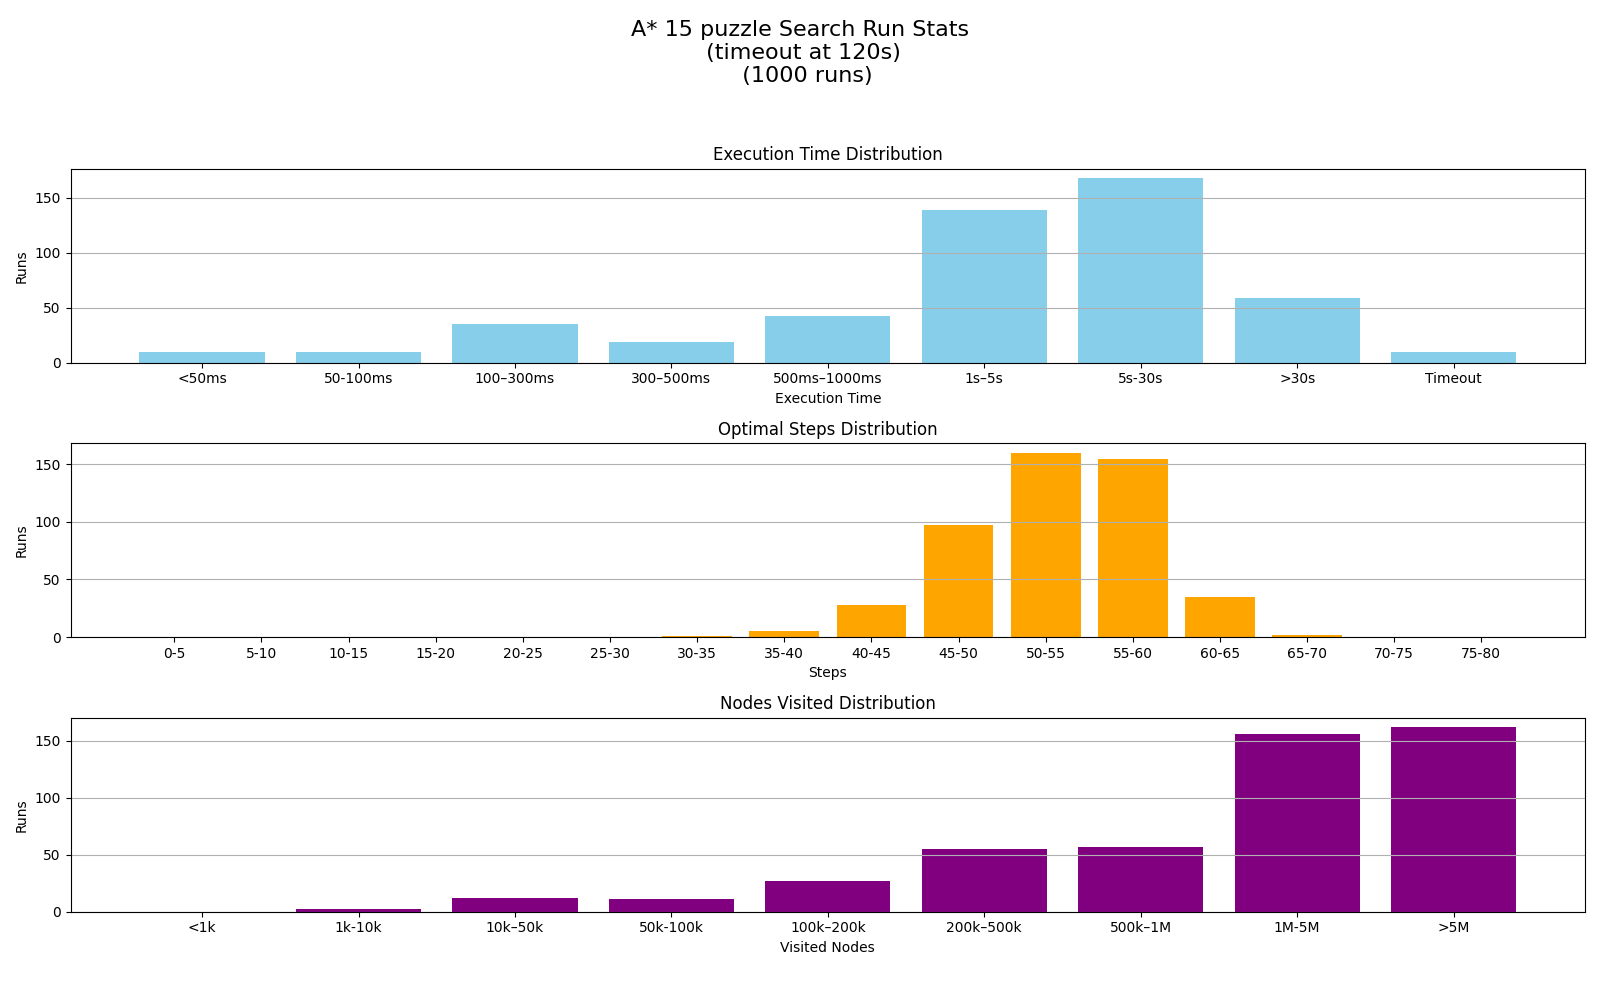 A* 15 puzzle Search Run Stats
(timeout at 120s)
(1000 runs)
Execution Time Distribution
Runs
150
100
50
0
<50ms 50-100ms 100–300ms 300–500ms 500ms–1000ms 1s–5s 5s-30s >30s Timeout
Execution Time
Optimal Steps Distribution
Runs
150
100
50
0
0-5 5-10 10-15 15-20 20-25 25-30 30-35 35-40 40-45 45-50 50-55 55-60 60-65 65-70 70-75 75-80
Steps
Nodes Visited Distribution
Runs
150
100
50
0
<1k 1k-10k 10k–50k 50k-100k 100k–200k 200k–500k 500k–1M 1M-5M >5M
Visited Nodes